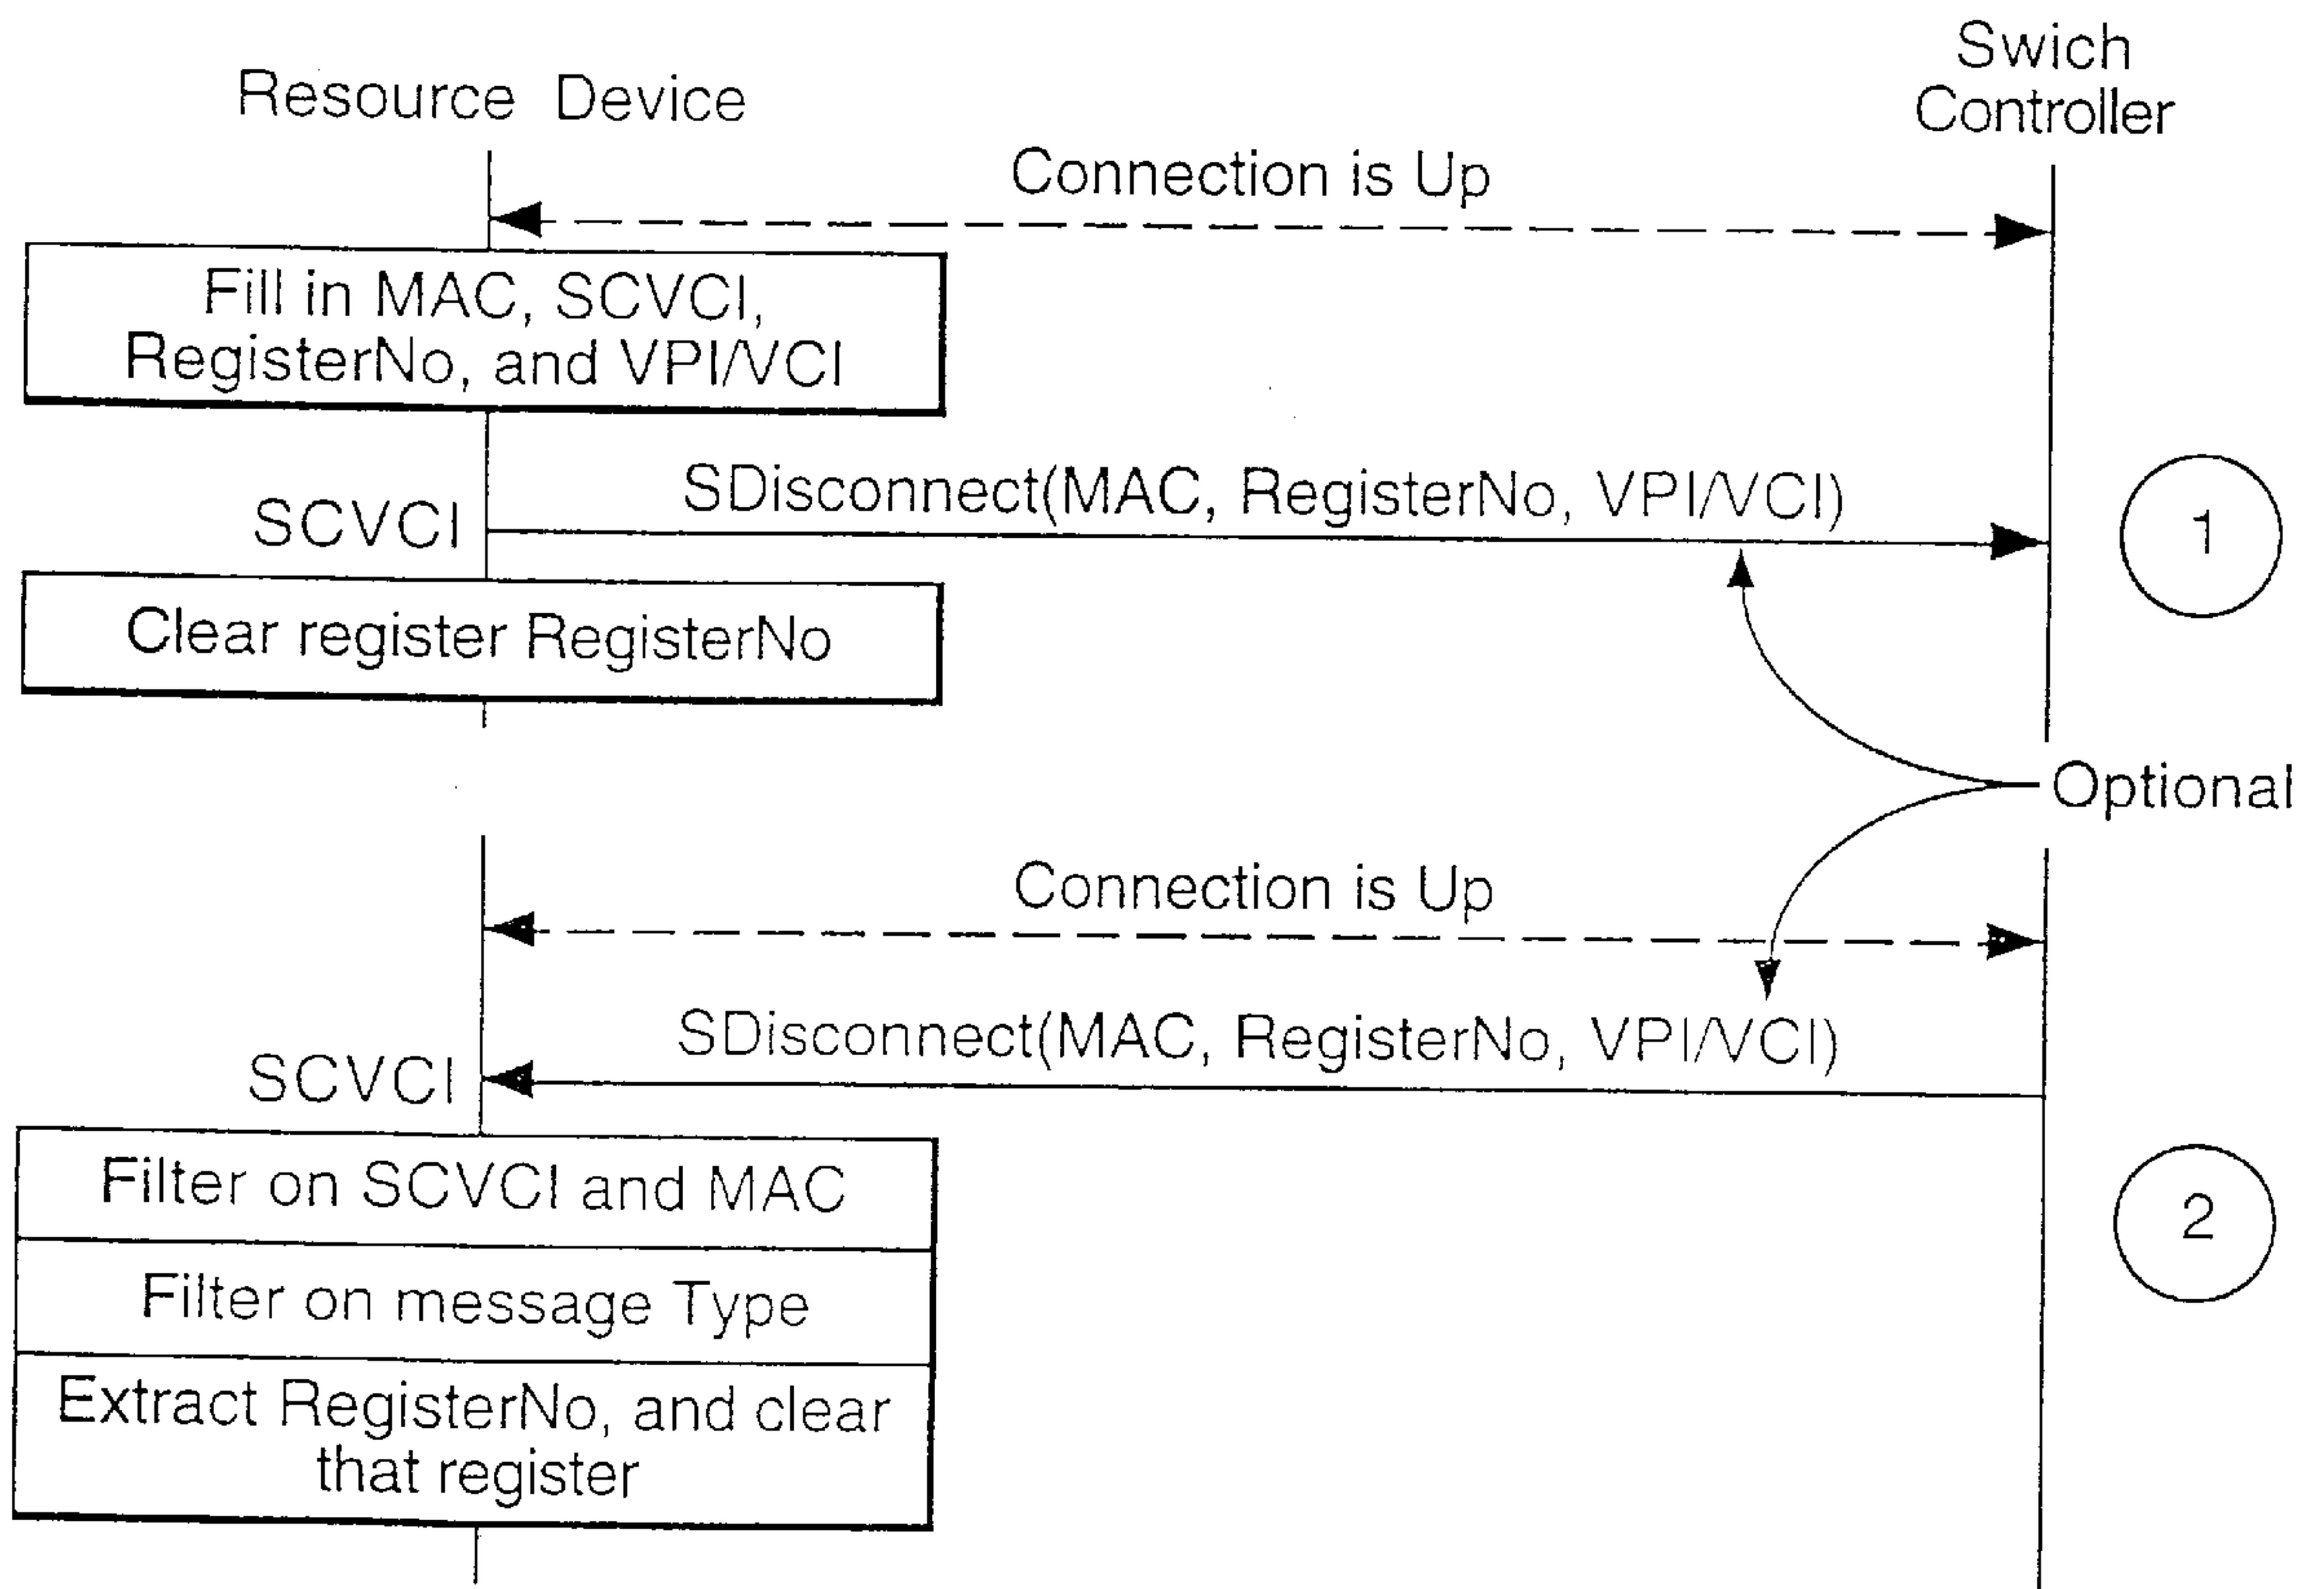 Resource Device
Swich
Controller
Connection is Up
Fill in MAC, SCVCI,
RegisterNo, and VPI/VCI
SDisconnect(MAC, RegisterNo, VPI/VCI)
SCVCI
1
Clear register RegisterNo
Optional
Connection is Up
SDisconnect(MAC, RegisterNo, VPI/VCI)
SCVCI
Filter on SCVCI and MAC
2
Filter on message Type
Extract RegisterNo, and clear
that register